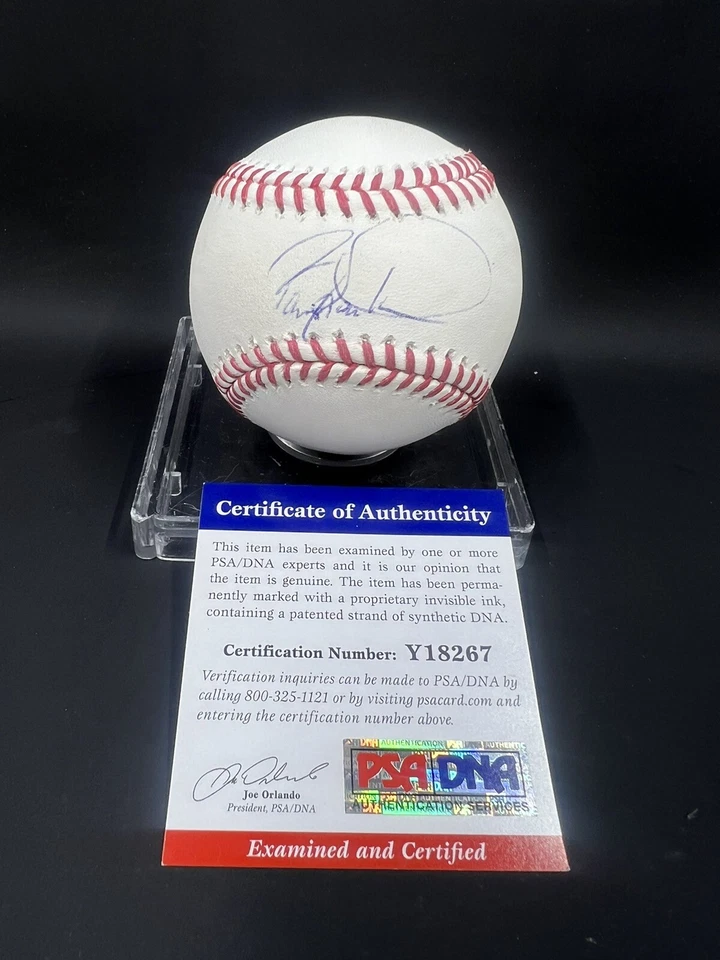 Certificate of Authenticity
This item has been examined by one or more
PSA/DNA experts and it is our opinion that
the item is genuine. The item has been perma-
nently marked with a proprietary invisible ink,
containing a patented strand of synthetic DNA.
Certification Number: Y18267
Verification inquiries can be made to PSA/DNA by
calling 800-325-1121 or by visiting psacard.com and
entering the certification number above.
Joe Orlando
President, PSA/DNA
DNA AUTHENTICATION AUTHENTIC
PSA DNA
AUTHENTICATION SERVICES
Examined and Certified